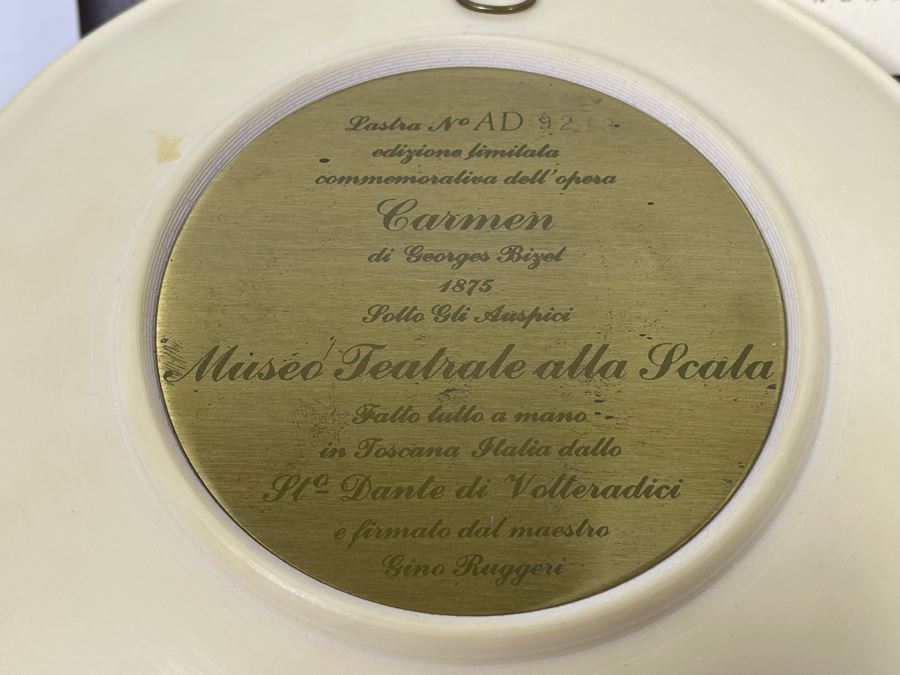 Lastra Nº AD
edizione limitata
commemorativa dell'opera
Carmen
di Georges Bizet
1875
Sotto Gli Auspici
Museo Teatrale alla Scala
Fatto tutto a mano
in Toscana Italia dallo
Stº Dante di Volteradici
e firmato dal maestro
Gino Ruggeri